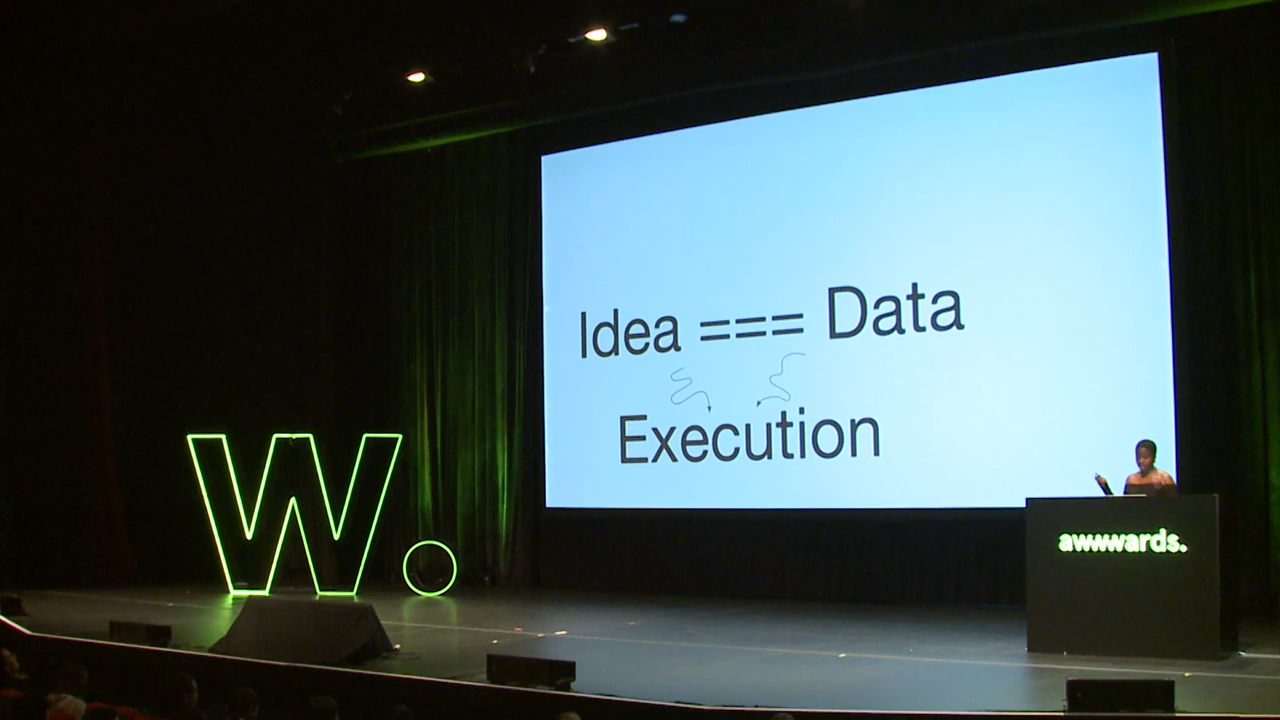 Idea === Data
Execution
W.
awwwards.